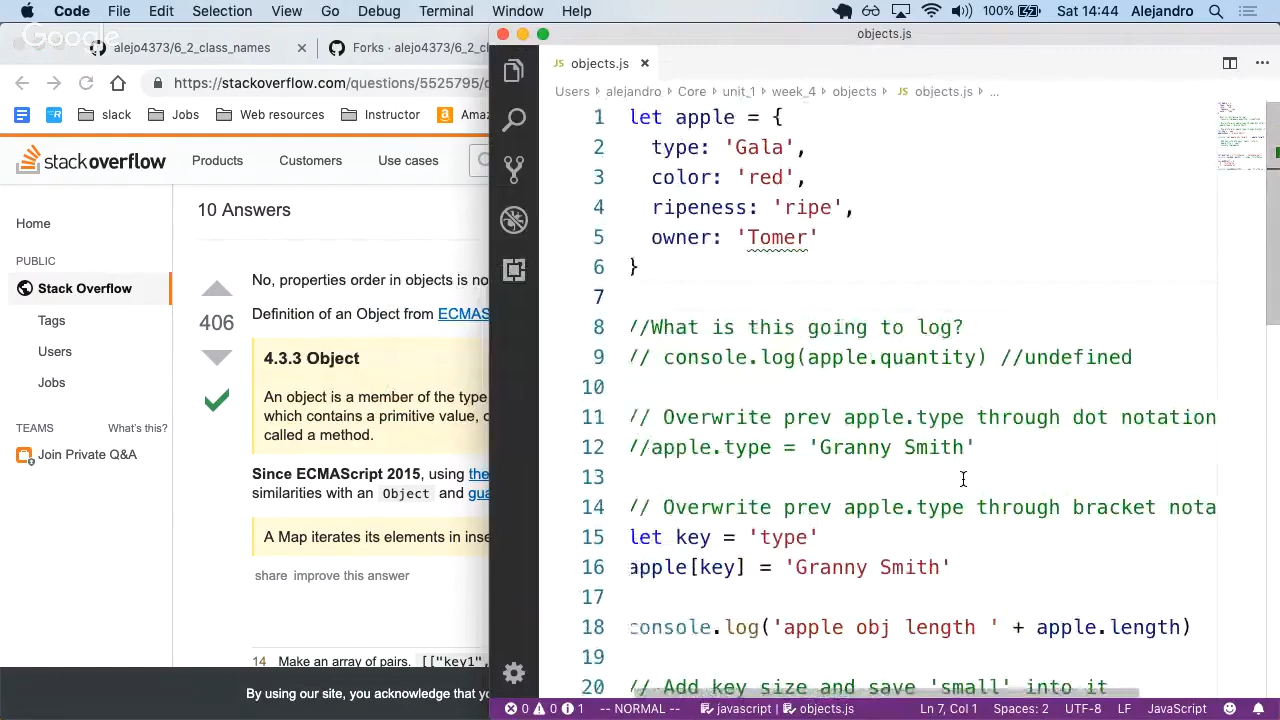 Code File Edit Selection View Go Debug Terminal Window Help 100% Sat 14:44 Alejandro
Google
alejo4373/6_2_class_names
Forks · alejo4373/6_2_cl
https://stackoverflow.com/questions/5525795/
slack Jobs Web resources Instructor Amaz
stackoverflow Products Customers Use cases
Home
PUBLIC
Stack Overflow
Tags
Users
Jobs
TEAMS What's this?
Join Private Q&A
10 Answers
406
No, properties order in objects is no
Definition of an Object from ECMAS
4.3.3 Object
An object is a member of the type
which contains a primitive value, o
called a method.
Since ECMAScript 2015, using the
similarities with an Object and gua
A Map iterates its elements in inse
share improve this answer
14 Make an array of pairs. [["key1",
By using our site, you acknowledge that yo
objects.js
JS objects.js
Users > alejandro > Core > unit_1 > week_4 > objects > JS objects.js > ...
1 let apple = {
2 type: 'Gala',
3 color: 'red',
4 ripeness: 'ripe',
5 owner: 'Tomer'
6 }
7
8 //What is this going to log?
9 // console.log(apple.quantity) //undefined
10
11 // Overwrite prev apple.type through dot notation
12 //apple.type = 'Granny Smith'
13
14 // Overwrite prev apple.type through bracket nota
15 let key = 'type'
16 apple[key] = 'Granny Smith'
17
18 console.log('apple obj length ' + apple.length)
19
20 // Add key size and save 'small' into it
0 0 1 -- NORMAL -- javascript | objects.js Ln 7, Col 1 Spaces: 2 UTF-8 LF JavaScript